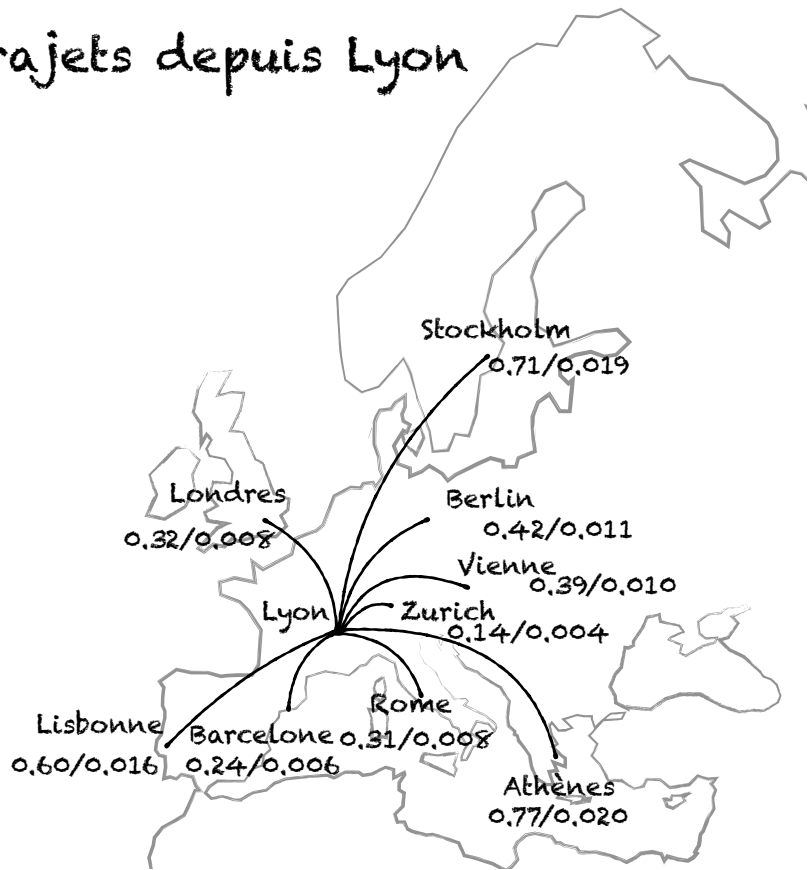 rajets depuis Lyon
Stockholm
0.71/0.019
Londres
0.32/0.008
Berlin
0.42/0.011
Vienne
0.39/0.010
Lyon
Zurich
0.14/0.004
Lisbonne
0.60/0.016
Barcelone
0.24/0.006
Rome
0.31/0.008
Athènes
0.77/0.020